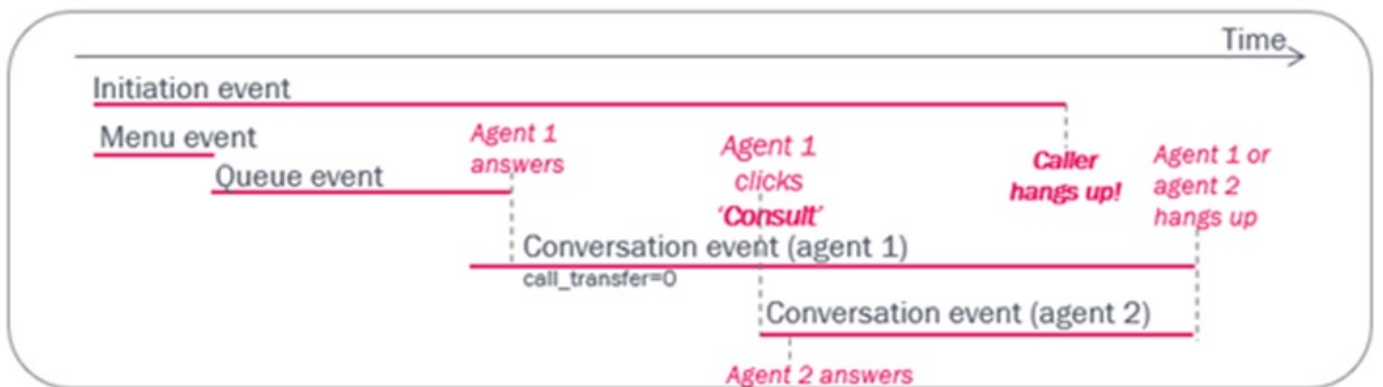 Time
Initiation event
Menu event
Agent 1
answers
Queue event
Agent 1
clicks
‘Consult’
Caller
hangs up!
Agent 1 or
agent 2
hangs up
Conversation event (agent 1)
call_transfer=0
Conversation event (agent 2)
Agent 2 answers